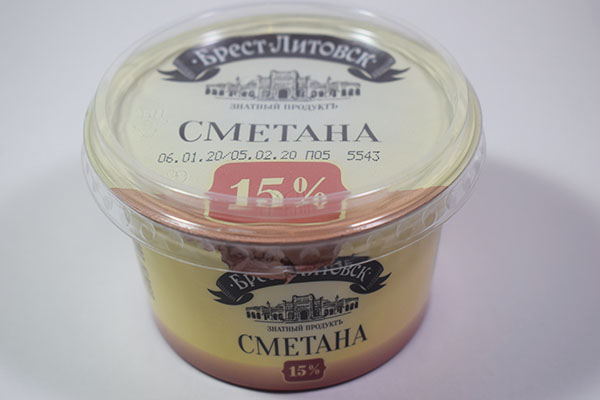 БРЕСТ ЛИТОВСК
ЗНАТНЫЙ ПРОДУКТЪ
СМЕТАНА
06.01.20/05.02.20 П05 5543
15%
БРЕСТ ЛИТОВСК
ЗНАТНЫЙ ПРОДУКТЪ
СМЕТАНА
15%